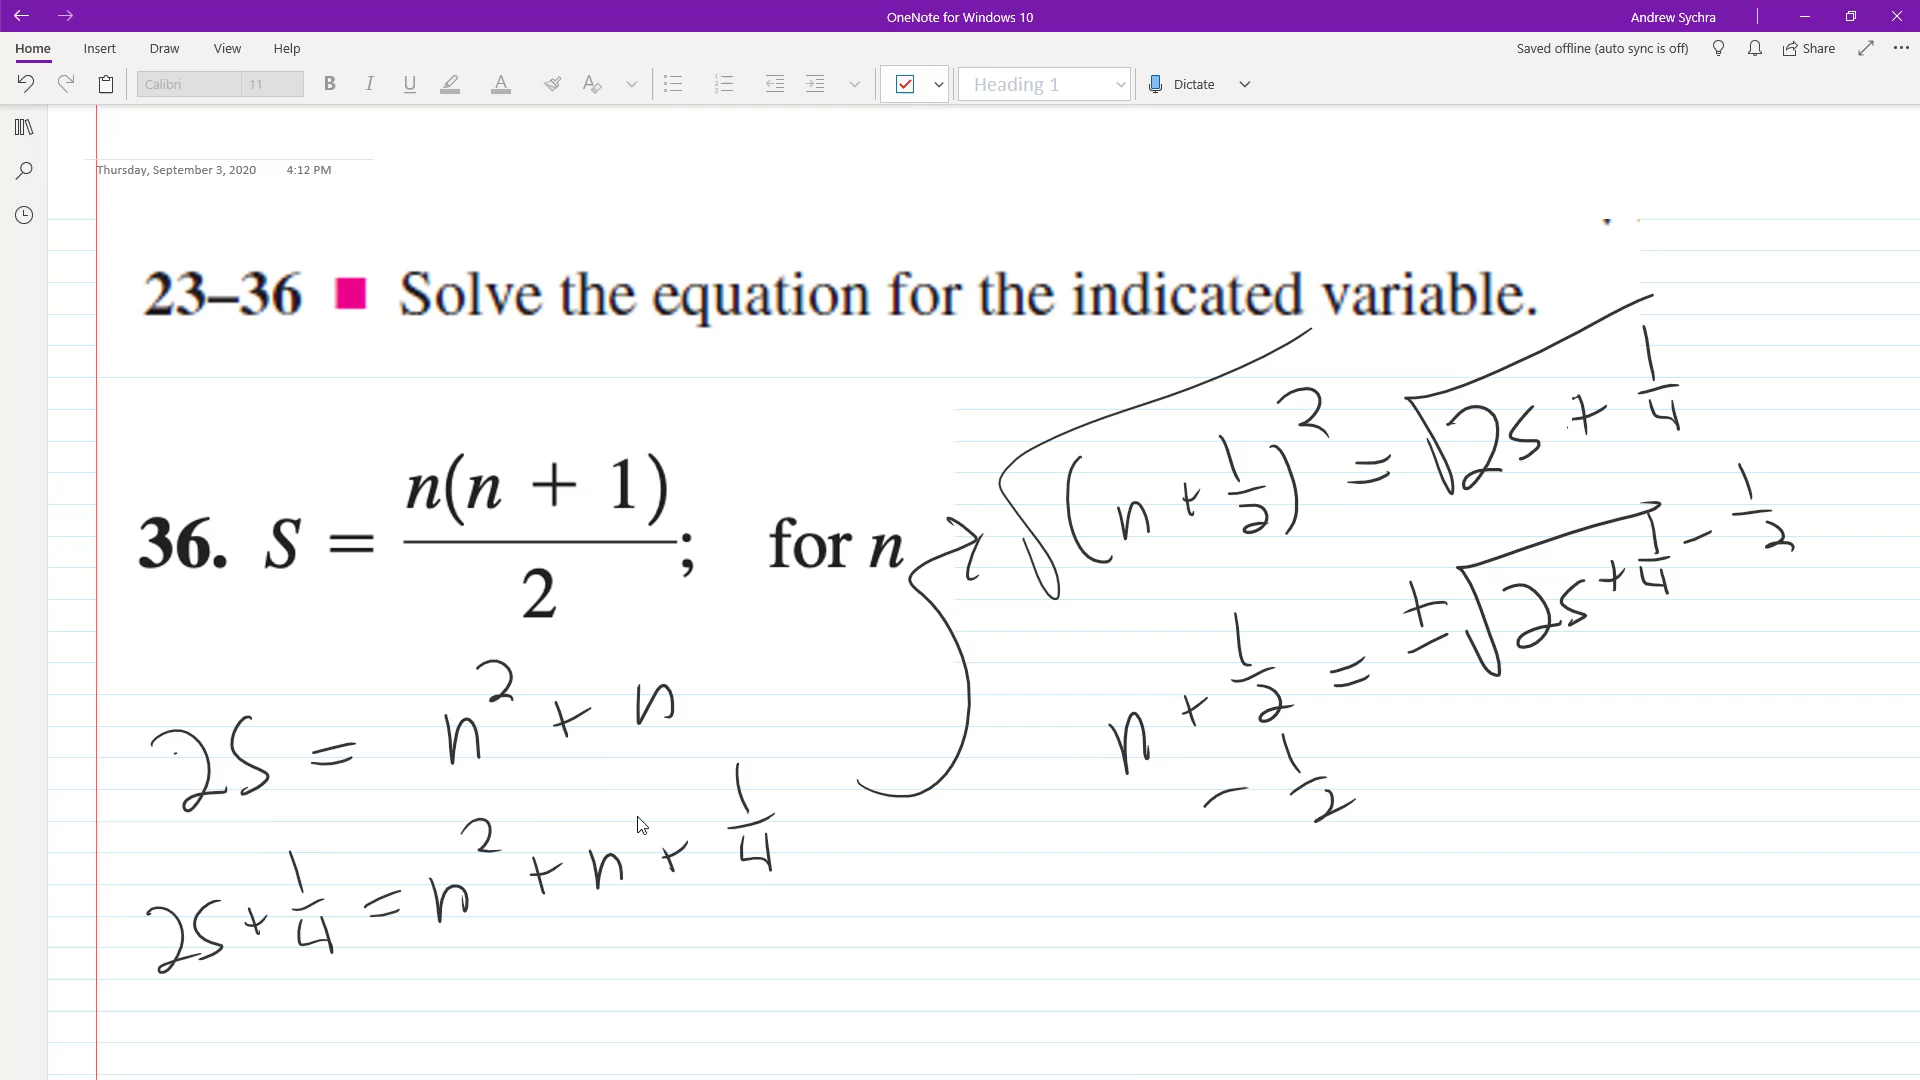 OneNote for Windows 10
Andrew Sychra
Home Insert Draw View Help
Saved offline (auto sync is off)
Share
Calibri 11
B I U A A
Heading 1
Dictate
Thursday, September 3, 2020 4:12 PM
23–36 ■ Solve the equation for the indicated variable.
36. S = n(n + 1)/2; for n
2S = n² + n
2S + 1/4 = n² + n + 1/4
√(n + 1/2)² = √2S + 1/4
n + 1/2 = ±√2S + 1/4 - 1/2
- 1/2